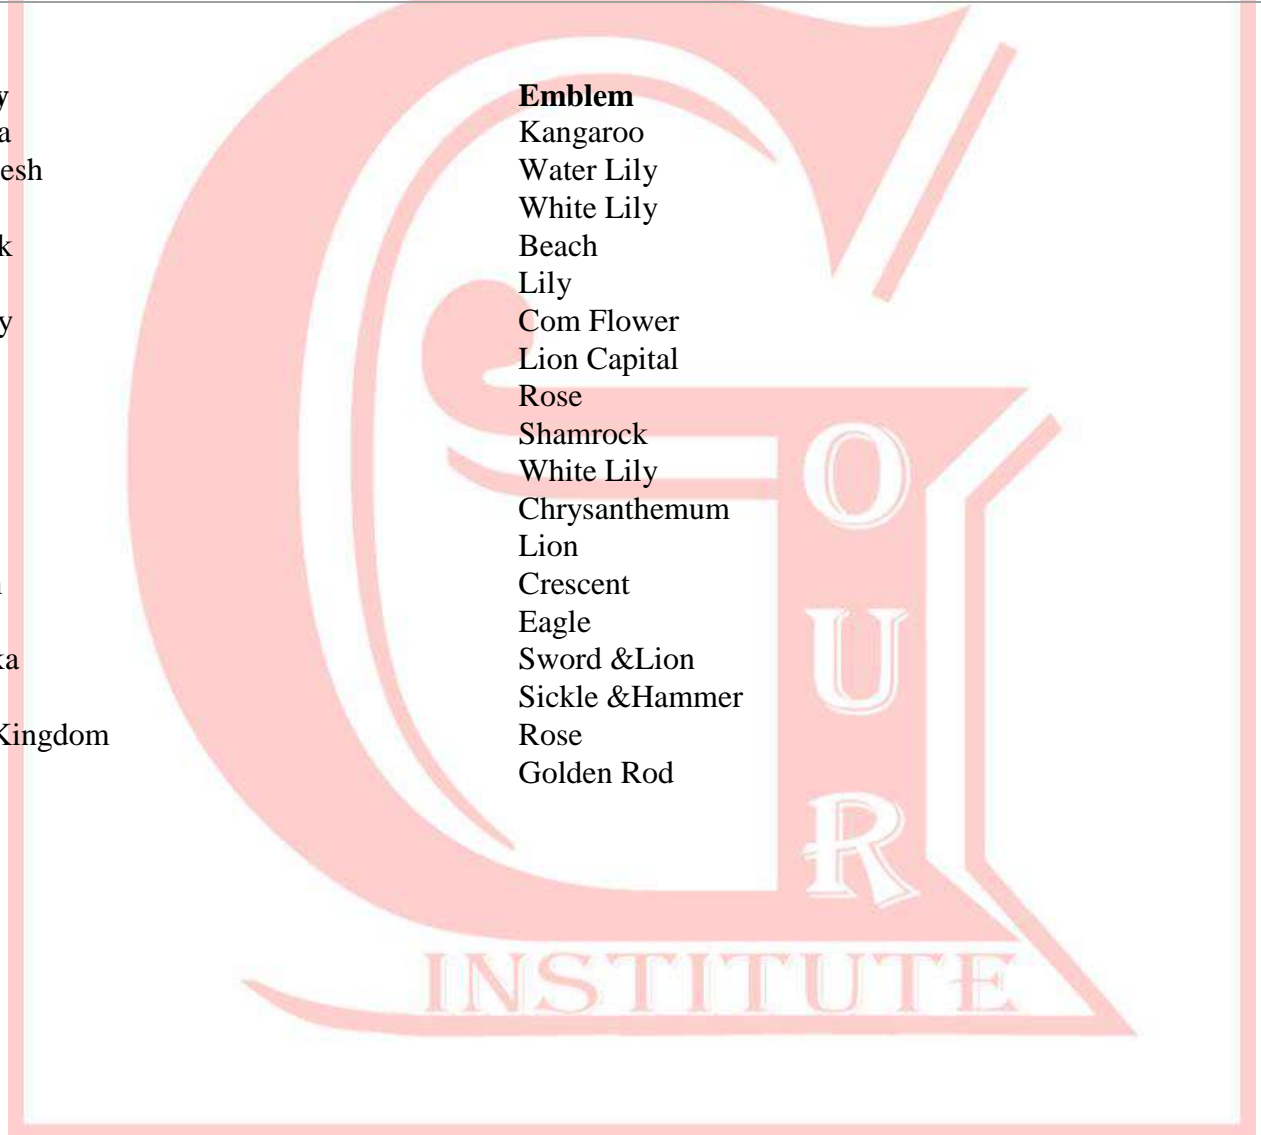 y Emblem
a Kangaroo
esh Water Lily
White Lily
k Beach
Lily
y Com Flower
Lion Capital
Rose
Shamrock
White Lily
Chrysanthemum
Lion
n Crescent
Eagle
ka Sword &Lion
Sickle &Hammer
Kingdom Rose
Golden Rod
G
OUR
INSTITUTE